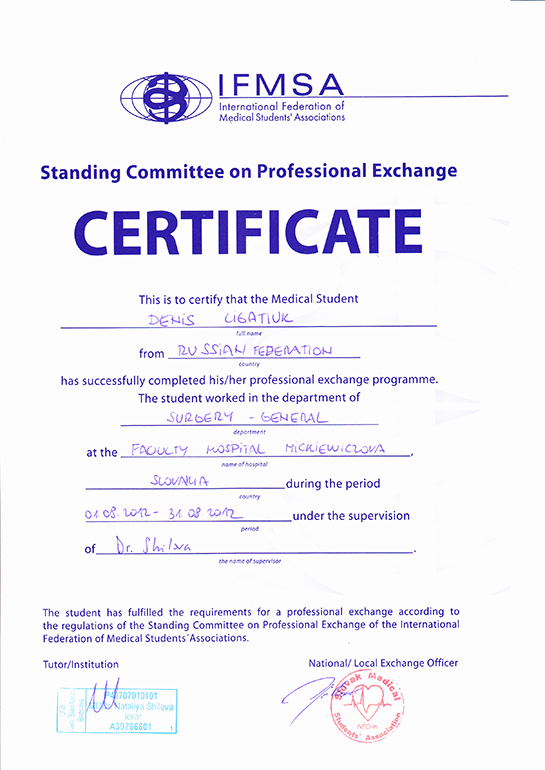 IFMSA
International Federation of
Medical Students' Associations
Standing Committee on Professional Exchange
CERTIFICATE
This is to certify that the Medical Student
DENIS LIGATIUK
full name
from RUSSIAN FEDERATION
country
has successfully completed his/her professional exchange programme.
The student worked in the department of
SURGERY - GENERAL
department
at the FACULTY HOSPITAL MICKIEWICZOVA,
name of hospital
SLOVAKIA during the period
country
01.08.2012 - 31.08.2012 under the supervision
period
of Dr. Shilova.
the name of supervisor
The student has fulfilled the requirements for a professional exchange according to
the regulations of the Standing Committee on Professional Exchange of the International
Federation of Medical Students´Associations.
Tutor/Institution
National/ Local Exchange Officer
P40707010101
Nataliya Shilova
lekár
A39766801
Slovak Medical
Students' Association